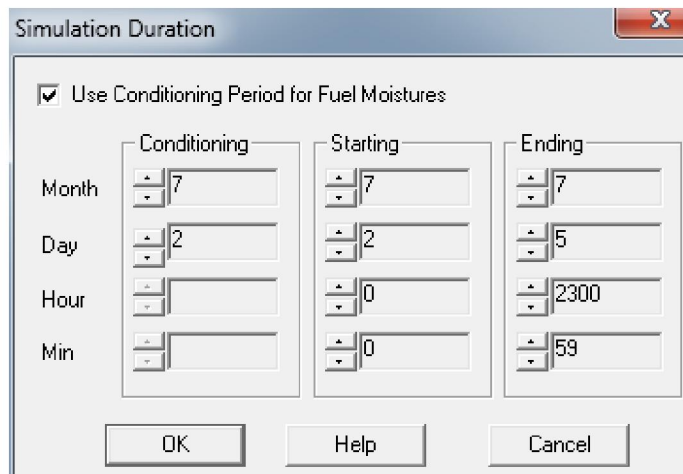 Simulation Duration
X
Use Conditioning Period for Fuel Moistures
Conditioning Starting Ending
Month 7 7 7
Day 2 2 5
Hour 0 2300
Min 0 59
OK Help Cancel